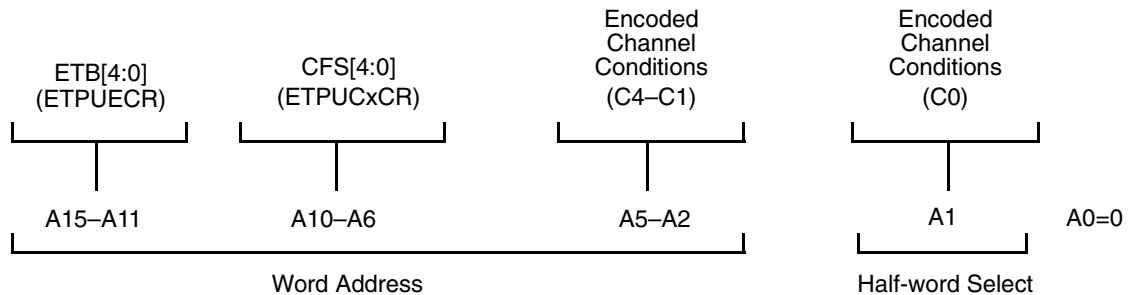 ETB[4:0]
(ETPUECR)
CFS[4:0]
(ETPUCxCR)
Encoded
Channel
Conditions
(C4–C1)
Encoded
Channel
Conditions
(C0)
A15–A11
A10–A6
A5–A2
A1
A0=0
Word Address
Half-word Select